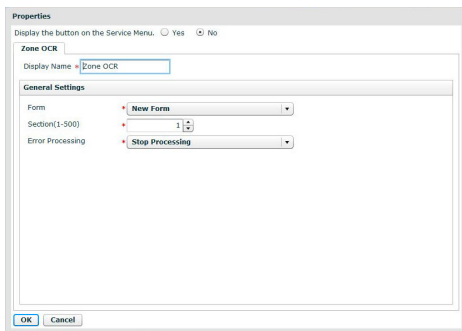 Properties
Display the button on the Service Menu. Yes No
Zone OCR
Display Name * Zone OCR
General Settings
Form * New Form
Section(1-500) * 1
Error Processing * Stop Processing
OK Cancel